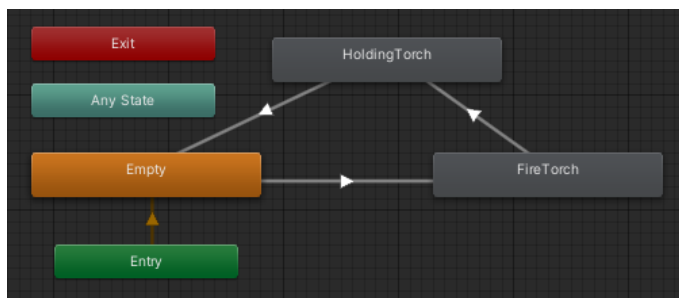 Exit
HoldingTorch
Any State
Empty
FireTorch
Entry